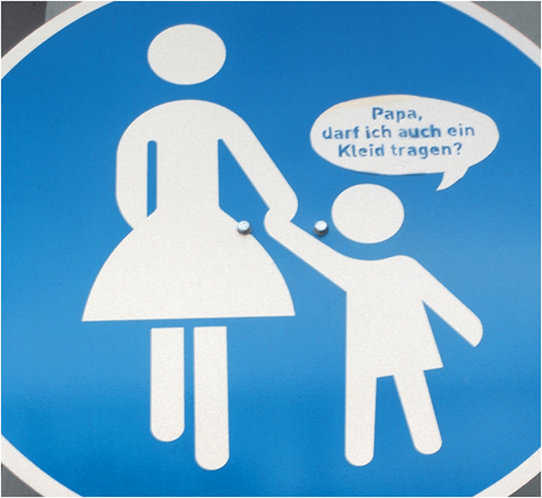 Papa,
darf ich auch ein
Kleid tragen?